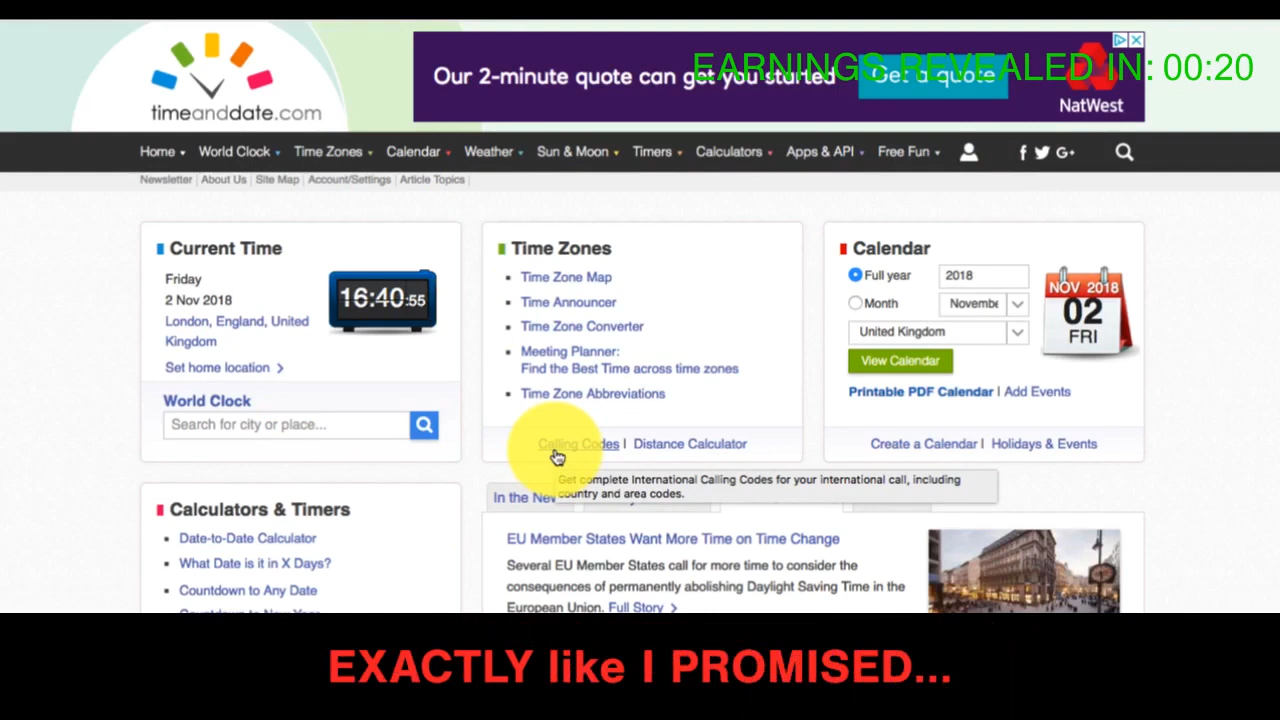 timeanddate.com
Our 2-minute quote can get you started
Get a quote
NatWest
EARNINGS REVEALED IN: 00:20
Home World Clock Time Zones Calendar Weather Sun & Moon Timers Calculators Apps & API Free Fun
Newsletter | About Us | Site Map | Account/Settings | Article Topics |
Current Time
Friday
2 Nov 2018
London, England, United
Kingdom
Set home location
16:40:55
World Clock
Search for city or place...
Time Zones
Time Zone Map
Time Announcer
Time Zone Converter
Meeting Planner:
Find the Best Time across time zones
Time Zone Abbreviations
Calling Codes | Distance Calculator
Get complete International Calling Codes for your international call, including
country and area codes.
Calendar
Full year 2018
Month Novembe
United Kingdom
View Calendar
NOV 2018
02
FRI
Printable PDF Calendar | Add Events
Create a Calendar | Holidays & Events
Calculators & Timers
Date-to-Date Calculator
What Date is it in X Days?
Countdown to Any Date
In the
EU Member States Want More Time on Time Change
Several EU Member States call for more time to consider the
consequences of permanently abolishing Daylight Saving Time in the
European Union. Full Story
EXACTLY like I PROMISED...